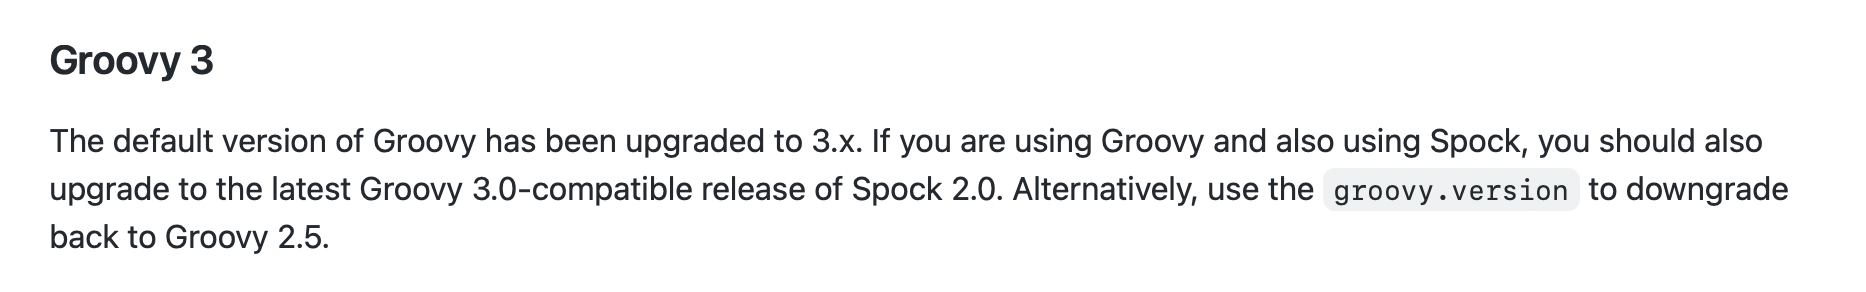 Groovy 3
The default version of Groovy has been upgraded to 3.x. If you are using Groovy and also using Spock, you should also
upgrade to the latest Groovy 3.0-compatible release of Spock 2.0. Alternatively, use the groovy.version to downgrade
back to Groovy 2.5.